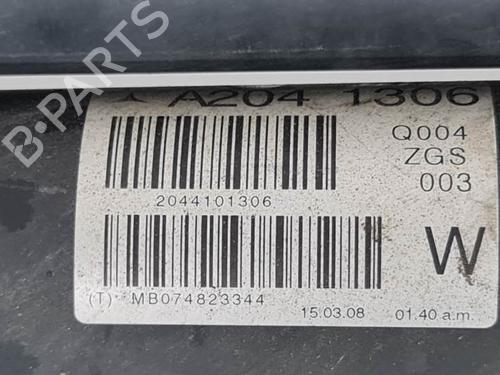 A204 1306
Q004
ZGS
003
2044101306
W
(T) MB074823344
15.03.08
01.40 a.m.
B-PARTS